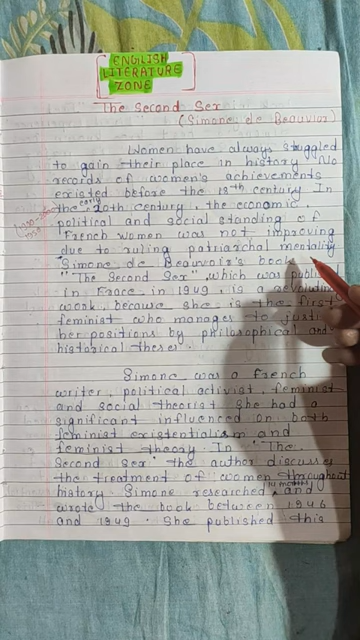 ENGLISH
LITERATURE
ZONE
The Second Sex
(Simone de Beauvior)
Women have always struggled
to gain their place in history No
records of women's achievements
existed before the 18th century In
the early 20th century, the economic,
political and social standing of
French women was not improving
due to ruling patriarchal mentality
Simone de Beauvoir's book
"The Second Sex", which was
in France in 1949, is a
work, because she is the first
feminist who manages to
her positions by philosophical and
historical theses.
Simone was a French
writer, political activist, feminist
and social theorist She had a
significant influenced on both
feminist existentialism and
feminist theory. In "The
Second Sex" the author discusses
the treatment of women throughout
history. Simone researched and
14 months
wrote the book between 1946
and 1949. She published this